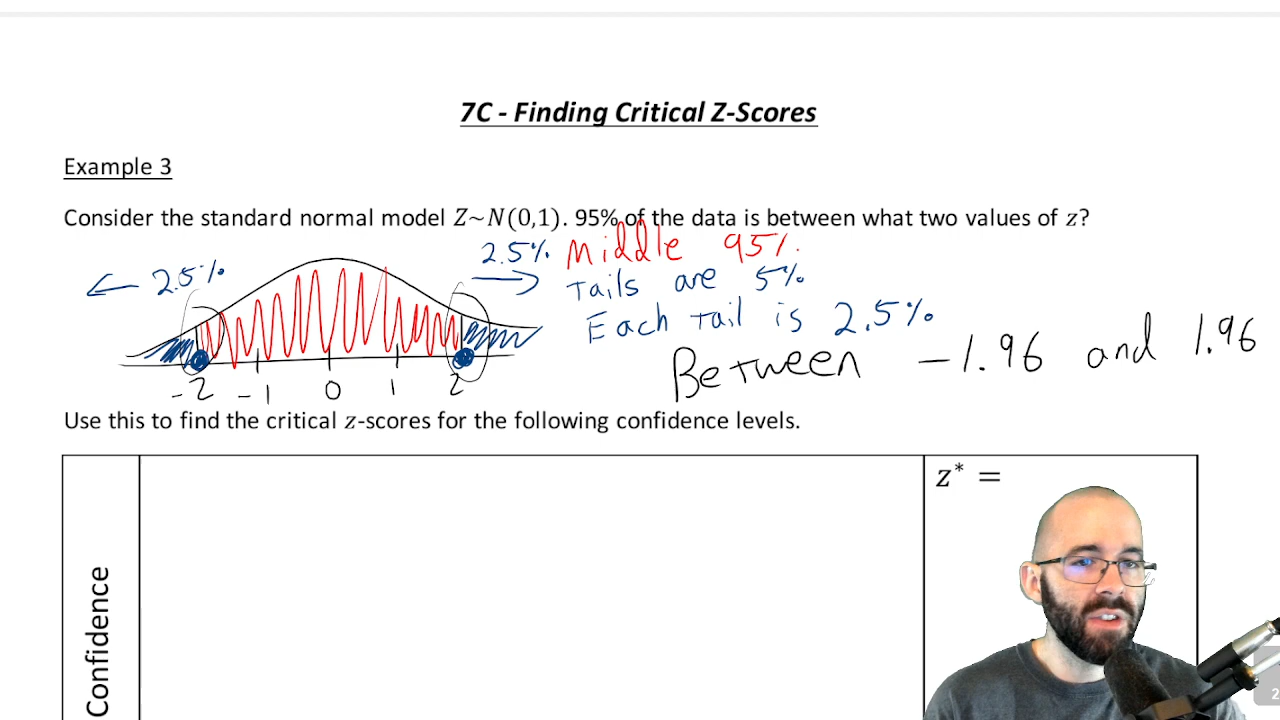 7C - Finding Critical Z-Scores
Example 3
Consider the standard normal model Z~N(0,1). 95% of the data is between what two values of z?
← 2.5%
2.5% →
Middle 95%.
Tails are 5%
Each Tail is 2.5%
Between -1.96 and 1.96
-2 -1 0 1 2
Use this to find the critical z-scores for the following confidence levels.
Confidence
z* =
2